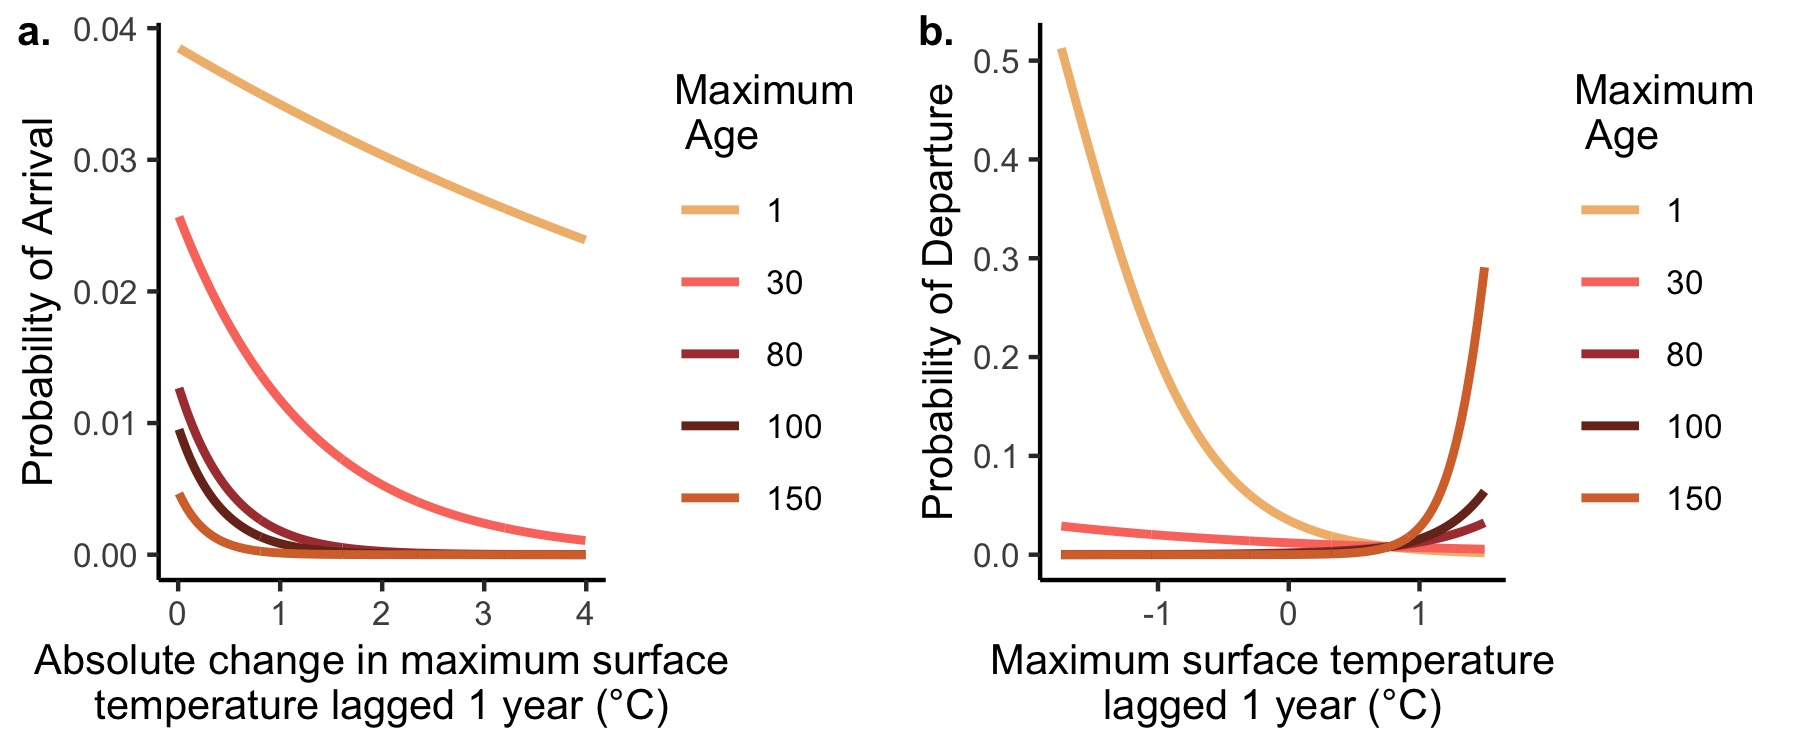 a.
Probability of Arrival
0.04
0.03
0.02
0.01
0.00
0 1 2 3 4
Absolute change in maximum surface
temperature lagged 1 year (°C)
Maximum
Age
1
30
80
100
150
b.
Probability of Departure
0.5
0.4
0.3
0.2
0.1
0.0
-1 0 1
Maximum surface temperature
lagged 1 year (°C)
Maximum
Age
1
30
80
100
150